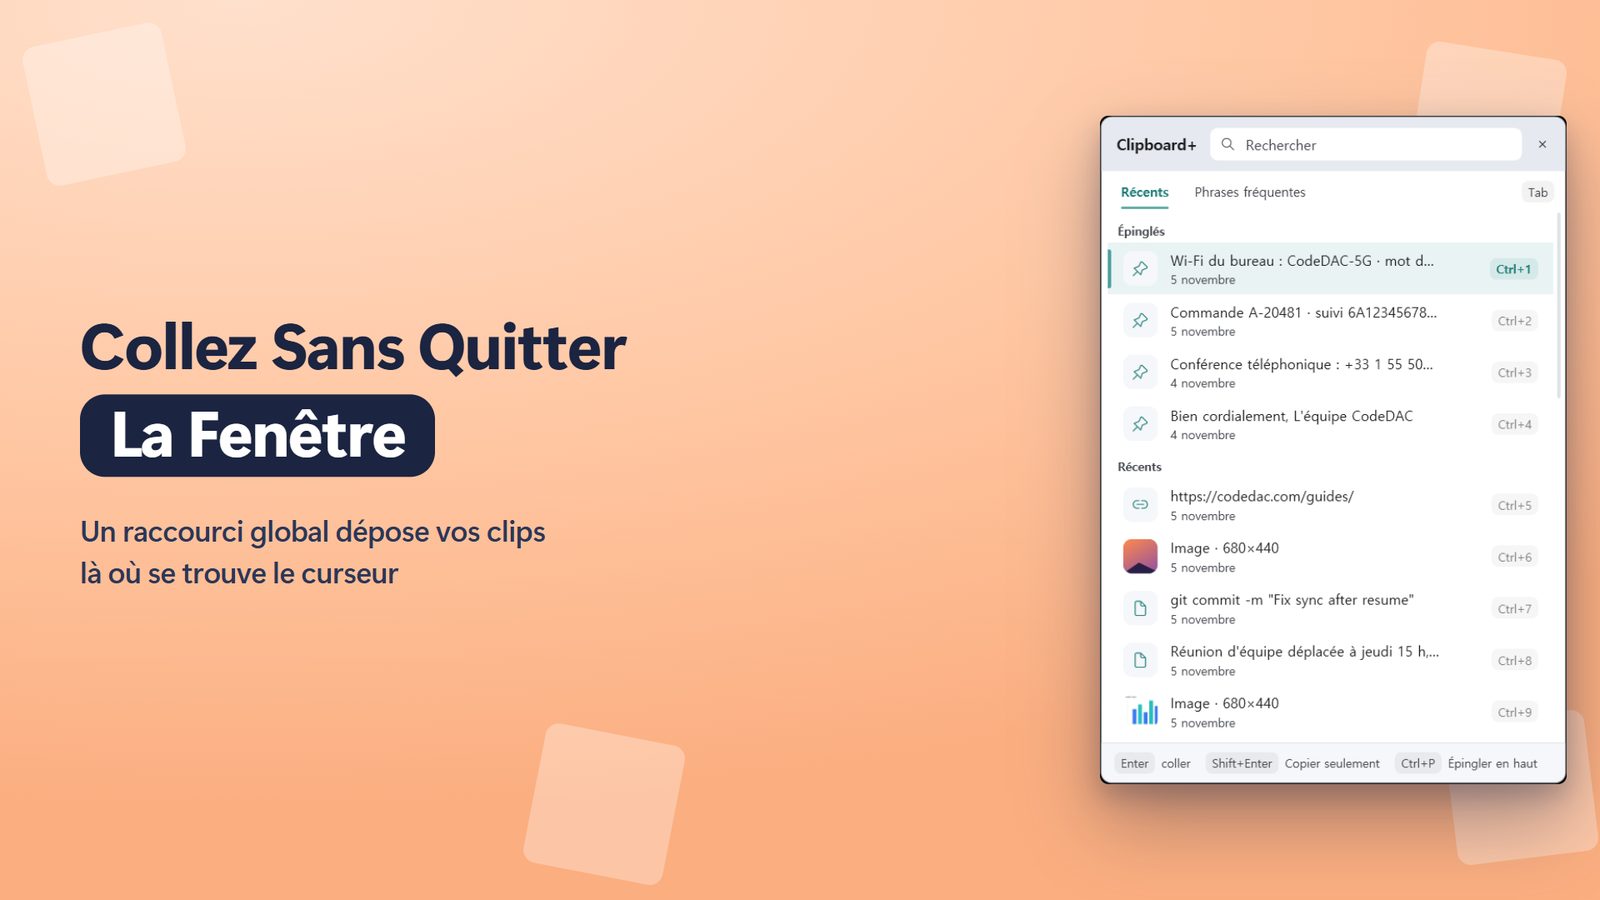 Collez Sans Quitter
La Fenêtre
Un raccourci global dépose vos clips
là où se trouve le curseur
Clipboard+
Rechercher
×
Récents
Phrases fréquentes
Tab
Épinglés
Wi-Fi du bureau : CodeDAC-5G · mot d...
5 novembre
Ctrl+1
Commande A-20481 · suivi 6A12345678...
5 novembre
Ctrl+2
Conférence téléphonique : +33 1 55 50...
4 novembre
Ctrl+3
Bien cordialement, L'équipe CodeDAC
4 novembre
Ctrl+4
Récents
https://codedac.com/guides/
5 novembre
Ctrl+5
Image · 680×440
5 novembre
Ctrl+6
git commit -m "Fix sync after resume"
5 novembre
Ctrl+7
Réunion d'équipe déplacée à jeudi 15 h,...
5 novembre
Ctrl+8
Image · 680×440
5 novembre
Ctrl+9
Enter coller Shift+Enter Copier seulement Ctrl+P Épingler en haut